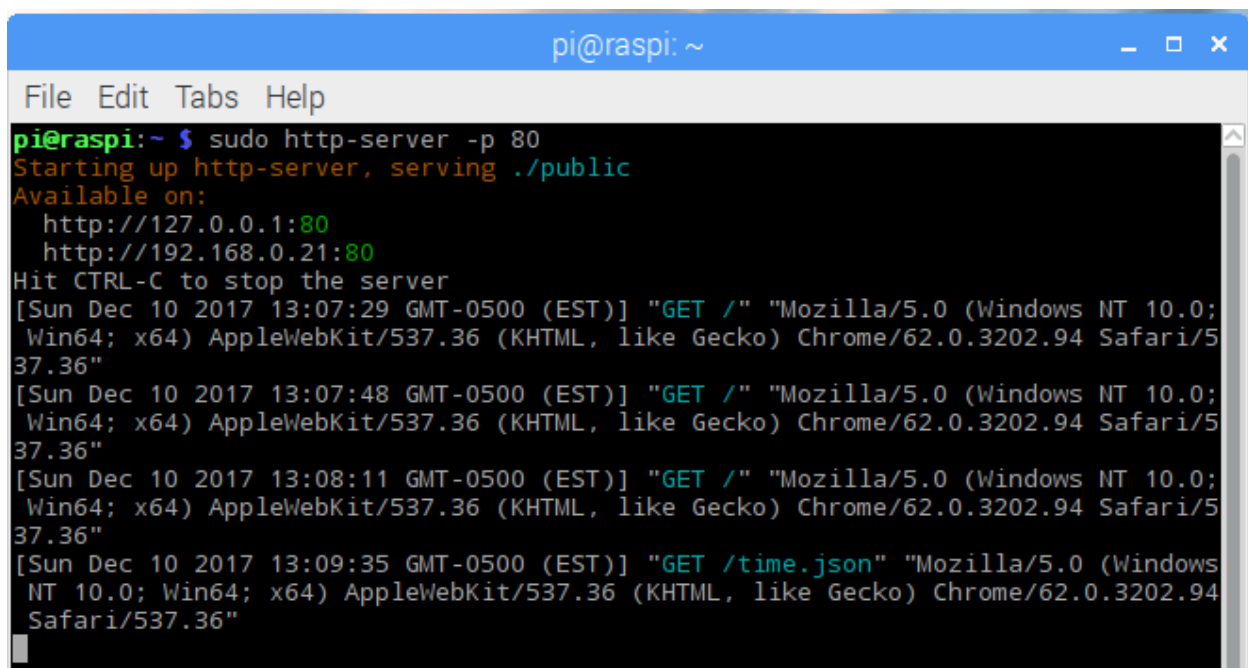 pi@raspi: ~
File Edit Tabs Help
pi@raspi:~ $ sudo http-server -p 80
Starting up http-server, serving ./public
Available on:
  http://127.0.0.1:80
  http://192.168.0.21:80
Hit CTRL-C to stop the server
[Sun Dec 10 2017 13:07:29 GMT-0500 (EST)] "GET /" "Mozilla/5.0 (Windows NT 10.0;
 Win64; x64) AppleWebKit/537.36 (KHTML, like Gecko) Chrome/62.0.3202.94 Safari/5
37.36"
[Sun Dec 10 2017 13:07:48 GMT-0500 (EST)] "GET /" "Mozilla/5.0 (Windows NT 10.0;
 Win64; x64) AppleWebKit/537.36 (KHTML, like Gecko) Chrome/62.0.3202.94 Safari/5
37.36"
[Sun Dec 10 2017 13:08:11 GMT-0500 (EST)] "GET /" "Mozilla/5.0 (Windows NT 10.0;
 Win64; x64) AppleWebKit/537.36 (KHTML, like Gecko) Chrome/62.0.3202.94 Safari/5
37.36"
[Sun Dec 10 2017 13:09:35 GMT-0500 (EST)] "GET /time.json" "Mozilla/5.0 (Windows
 NT 10.0; Win64; x64) AppleWebKit/537.36 (KHTML, like Gecko) Chrome/62.0.3202.94
 Safari/537.36"